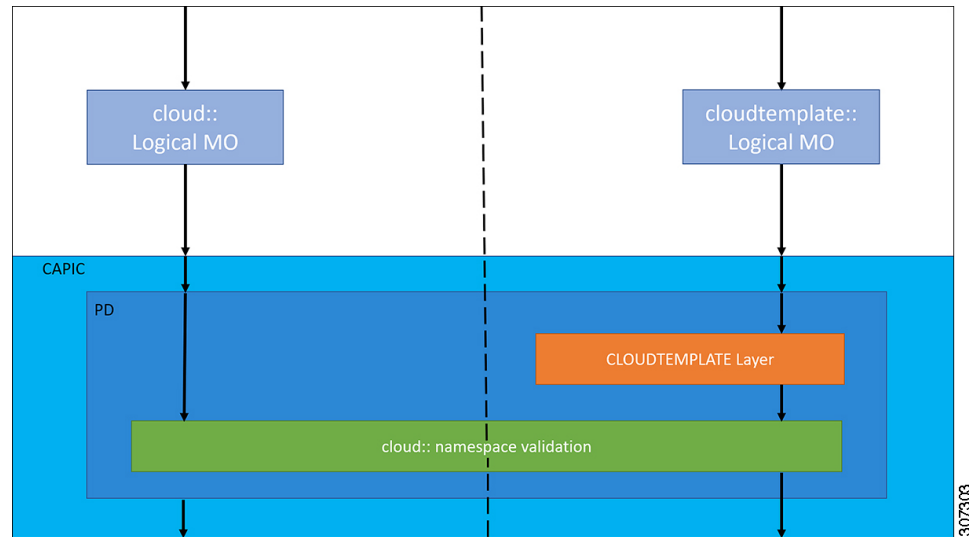 cloud::
Logical MO
cloudtemplate::
Logical MO
CAPIC
PD
CLOUDTEMPLATE Layer
cloud:: namespace validation
307303